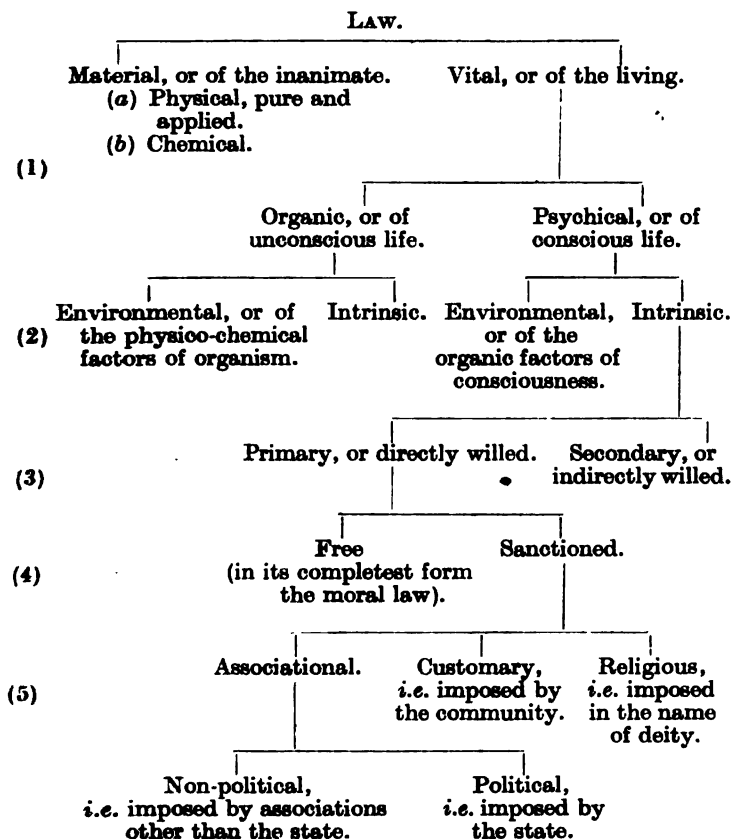 LAW.
Material, or of the inanimate. Vital, or of the living.
(a) Physical, pure and
applied.
(b) Chemical.
(1)
Organic, or of Psychical, or of
unconscious life. conscious life.
Environmental, or of Intrinsic. Environmental, Intrinsic.
(2) the physico-chemical or of the
factors of organism. organic factors of
consciousness.
Primary, or directly willed. Secondary, or
(3) indirectly willed.
Free Sanctioned.
(4) (in its completest form
the moral law).
Associational. Customary, Religious,
(5) i.e. imposed by i.e. imposed
the community. in the name
of deity.
Non-political, Political,
i.e. imposed by associations i.e. imposed by
other than the state. the state.